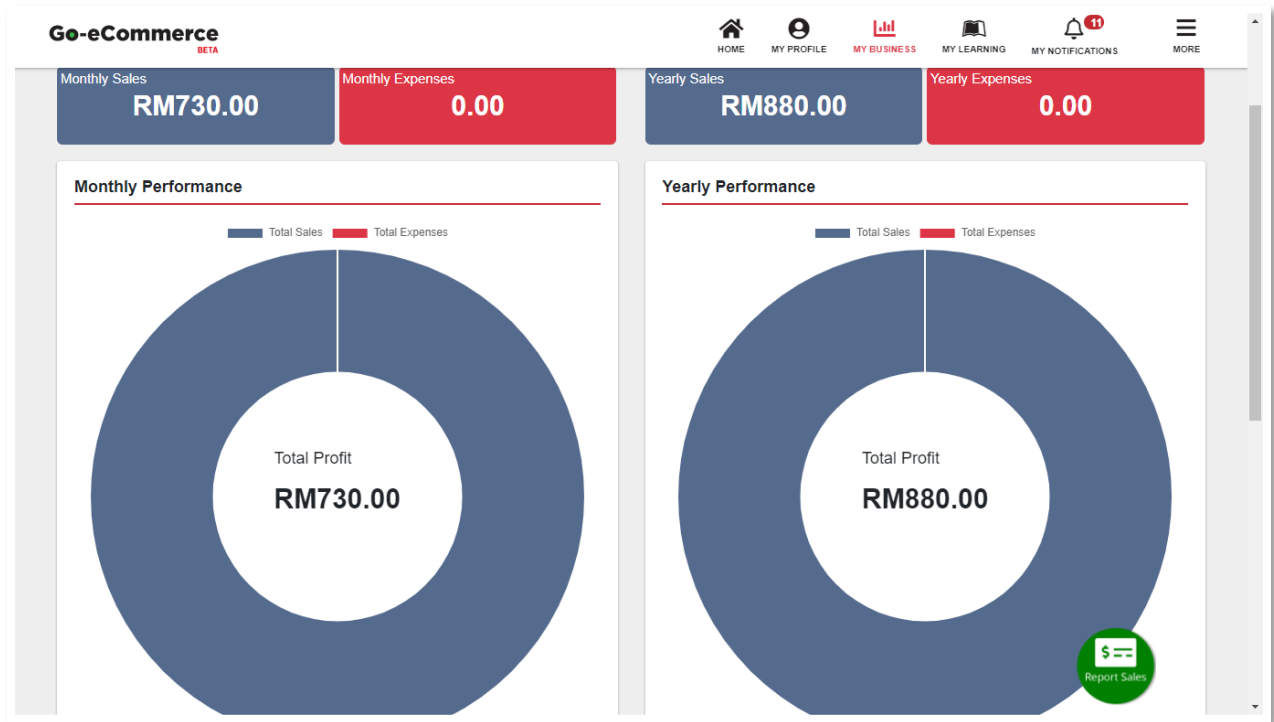 Go-eCommerce
BETA
HOME
MY PROFILE
MY BUSINESS
MY LEARNING
11
MY NOTIFICATIONS
MORE
Monthly Sales
RM730.00
Monthly Expenses
0.00
Yearly Sales
RM880.00
Yearly Expenses
0.00
Monthly Performance
Total Sales
Total Expenses
Total Profit
RM730.00
Yearly Performance
Total Sales
Total Expenses
Total Profit
RM880.00
$
Report Sales